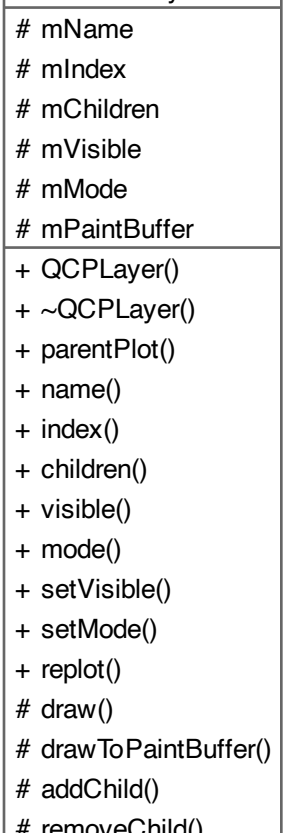 # mName
# mIndex
# mChildren
# mVisible
# mMode
# mPaintBuffer
+ QCPLayer()
+ ~QCPLayer()
+ parentPlot()
+ name()
+ index()
+ children()
+ visible()
+ mode()
+ setVisible()
+ setMode()
+ replot()
# draw()
# drawToPaintBuffer()
# addChild()
# removeChild()